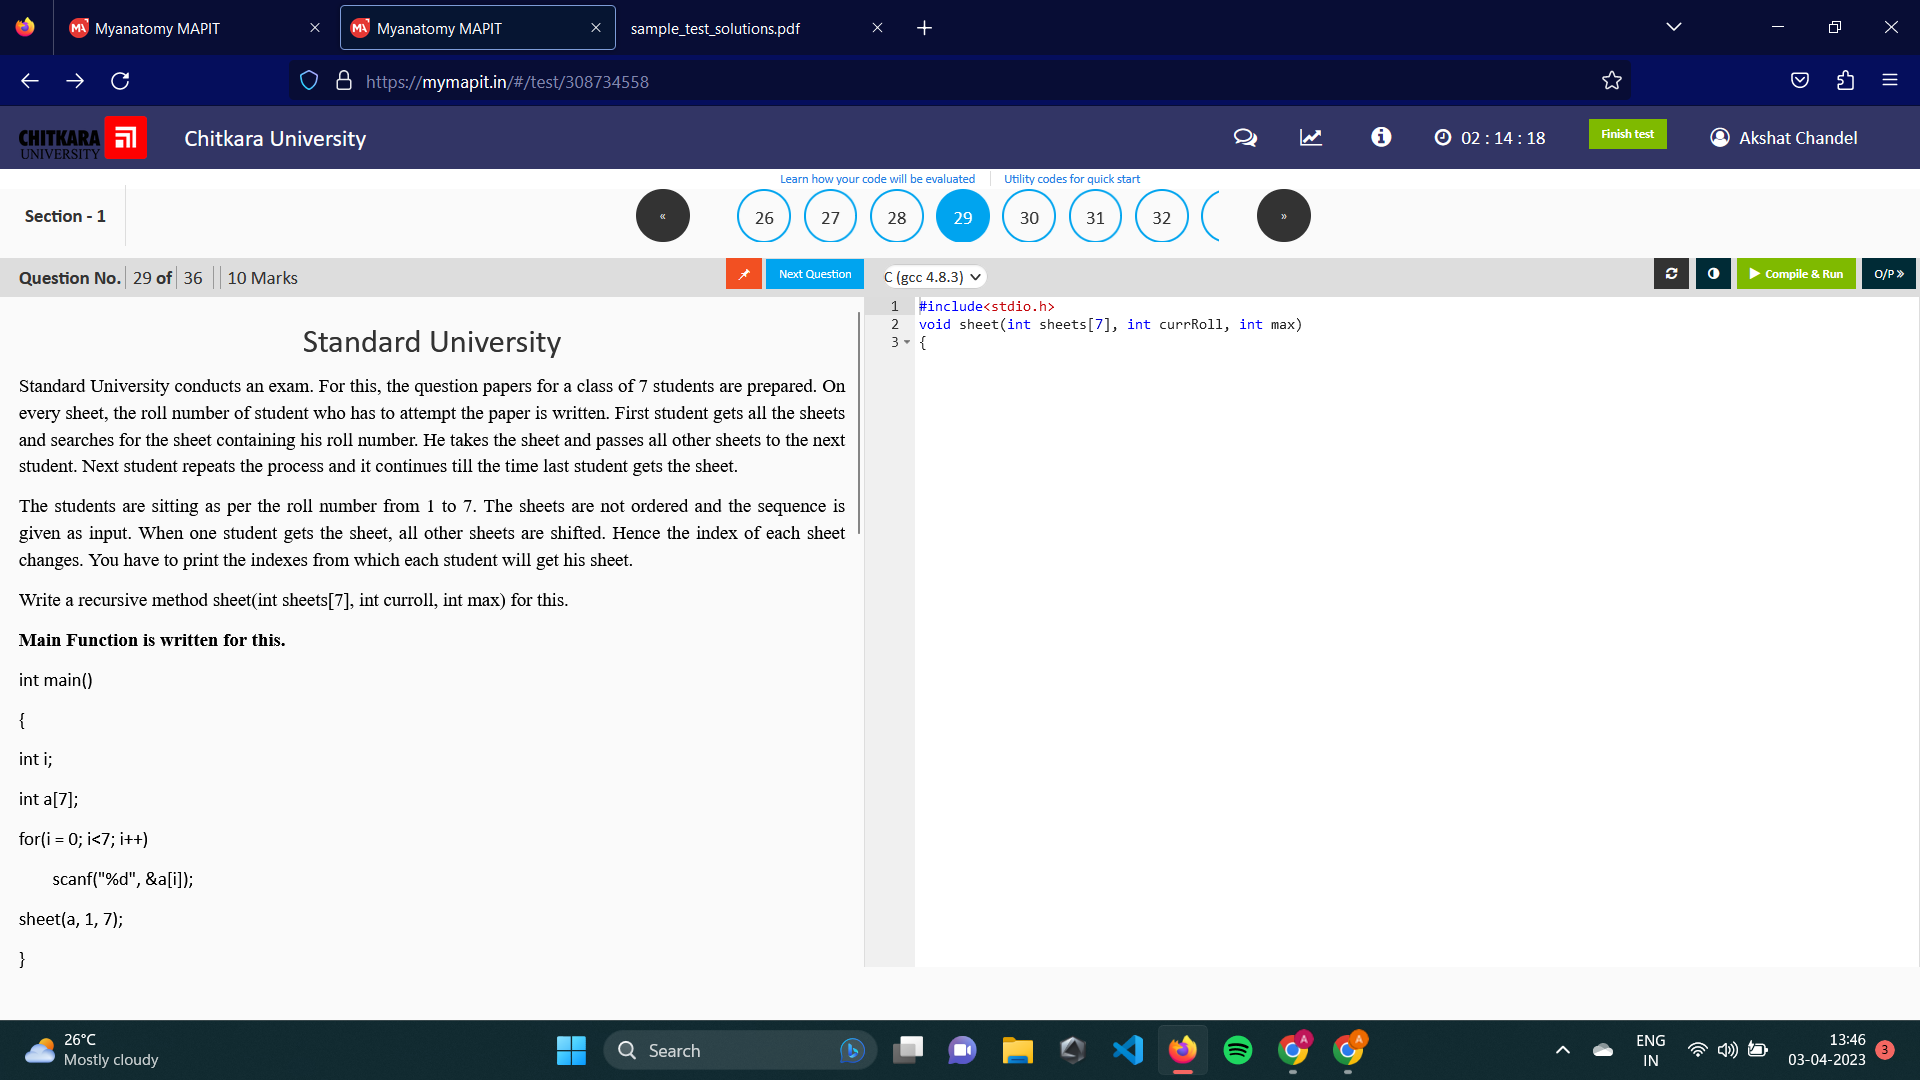 Myanatomy MAPIT
Myanatomy MAPIT
sample_test_solutions.pdf
https://mymapit.in/#/test/308734558
CHITKARA
UNIVERSITY
Chitkara University
02 : 14 : 18
Finish test
Akshat Chandel
Learn how your code will be evaluated
Utility codes for quick start
Section - 1
«
26
27
28
29
30
31
32
»
Question No. 29 of 36 10 Marks
Next Question
C (gcc 4.8.3)
Compile & Run
O/P »
Standard University
Standard University conducts an exam. For this, the question papers for a class of 7 students are prepared. On
every sheet, the roll number of student who has to attempt the paper is written. First student gets all the sheets
and searches for the sheet containing his roll number. He takes the sheet and passes all other sheets to the next
student. Next student repeats the process and it continues till the time last student gets the sheet.
The students are sitting as per the roll number from 1 to 7. The sheets are not ordered and the sequence is
given as input. When one student gets the sheet, all other sheets are shifted. Hence the index of each sheet
changes. You have to print the indexes from which each student will get his sheet.
Write a recursive method sheet(int sheets[7], int curroll, int max) for this.
Main Function is written for this.
int main()
{
int i;
int a[7];
for(i = 0; i<7; i++)
scanf("%d", &a[i]);
sheet(a, 1, 7);
}
1 #include<stdio.h>
2 void sheet(int sheets[7], int currRoll, int max)
3 {
26°C
Mostly cloudy
Search
A
A
ENG
IN
13:46
03-04-2023
3